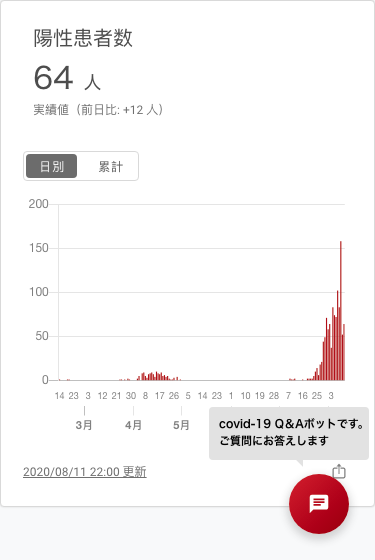 陽性患者数
64 人
実績値（前日比: +12 人）
日別 累計
200
150
100
50
0
14 23 3 12 21 30 8 17 26 5 14 23 1 10 19 28 7 16 25 3
3月 4月 5月
covid-19 Q&Aボットです。
ご質問にお答えします
2020/08/11 22:00 更新